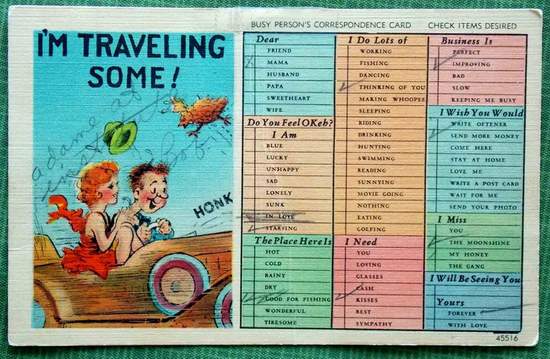 I'M TRAVELING
SOME!
HONK
BUSY PERSON'S CORRESPONDENCE CARD CHECK ITEMS DESIRED
Dear
FRIEND
MAMA
HUSBAND
PAPA
SWEETHEART
WIFE
Do You Feel OKeh?
I Am
BLUE
LUCKY
UNHAPPY
SAD
LONELY
SUNK
IN LOVE
STARVING
The Place Here Is
HOT
COLD
RAINY
DRY
GOOD FOR FISHING
WONDERFUL
TIRESOME
I Do Lots of
WORKING
FISHING
DANCING
THINKING OF YOU
MAKING WHOOPEE
SLEEPING
RIDING
DRINKING
HUNTING
SWIMMING
READING
SUNNYING
MOVIE GOING
NOTHING
EATING
GOLFING
I Need
YOU
LOVING
GLASSES
CASH
KISSES
REST
SYMPATHY
Business Is
PERFECT
IMPROVING
BAD
SLOW
KEEPING ME BUSY
I Wish You Would
WRITE OFTENER
SEND MORE MONEY
COME HERE
STAY AT HOME
LOVE ME
WRITE A POST CARD
WAIT FOR ME
SEND YOUR PHOTO
I Miss
YOU
THE MOONSHINE
MY HONEY
THE GANG
I Will Be Seeing You
Yours
FOREVER
WITH LOVE
45516